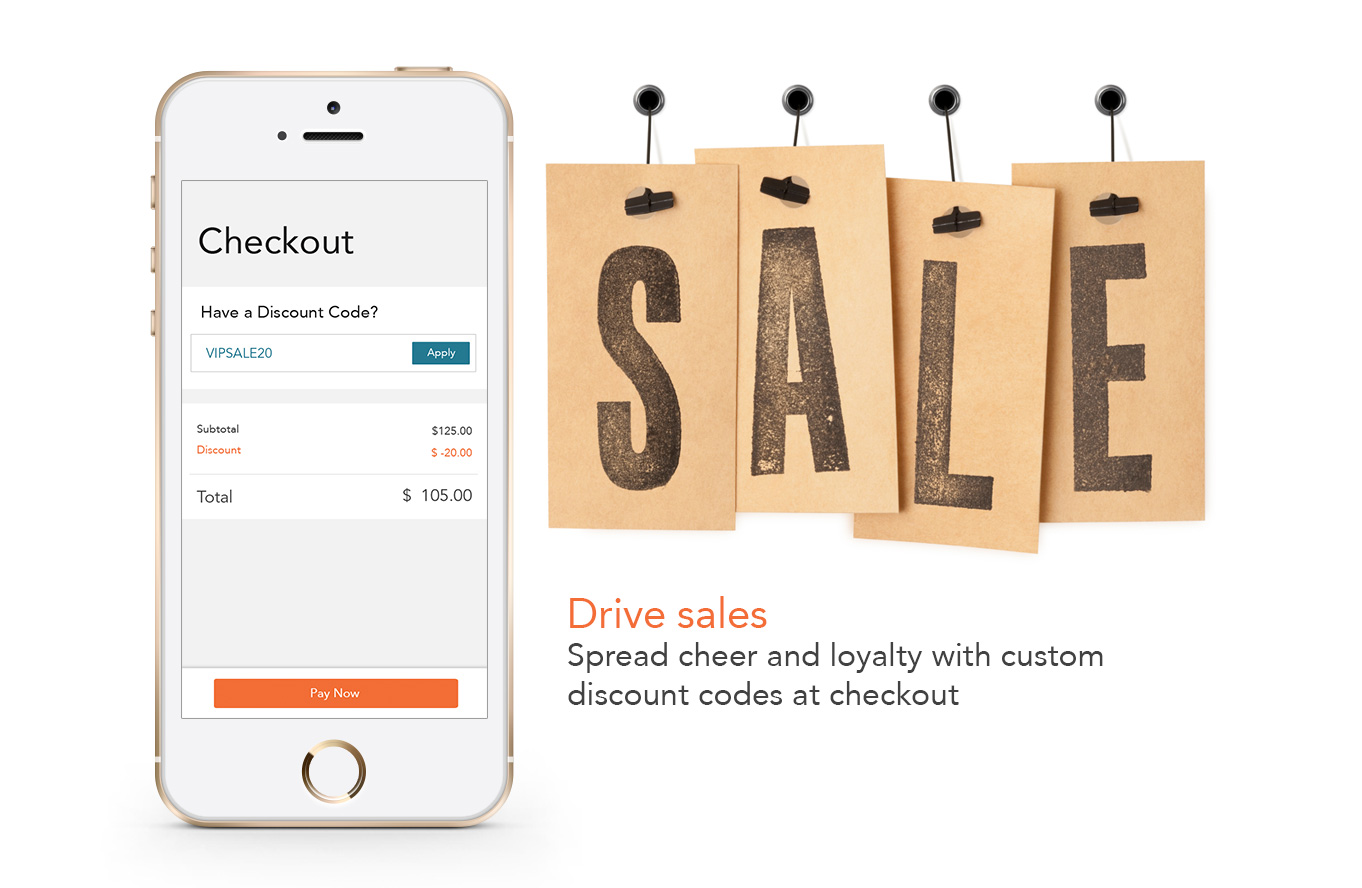 Checkout
Have a Discount Code?
VIPSALE20 Apply
Subtotal $125.00
Discount $ -20.00
Total $ 105.00
Pay Now
SALE
Drive sales
Spread cheer and loyalty with custom
discount codes at checkout